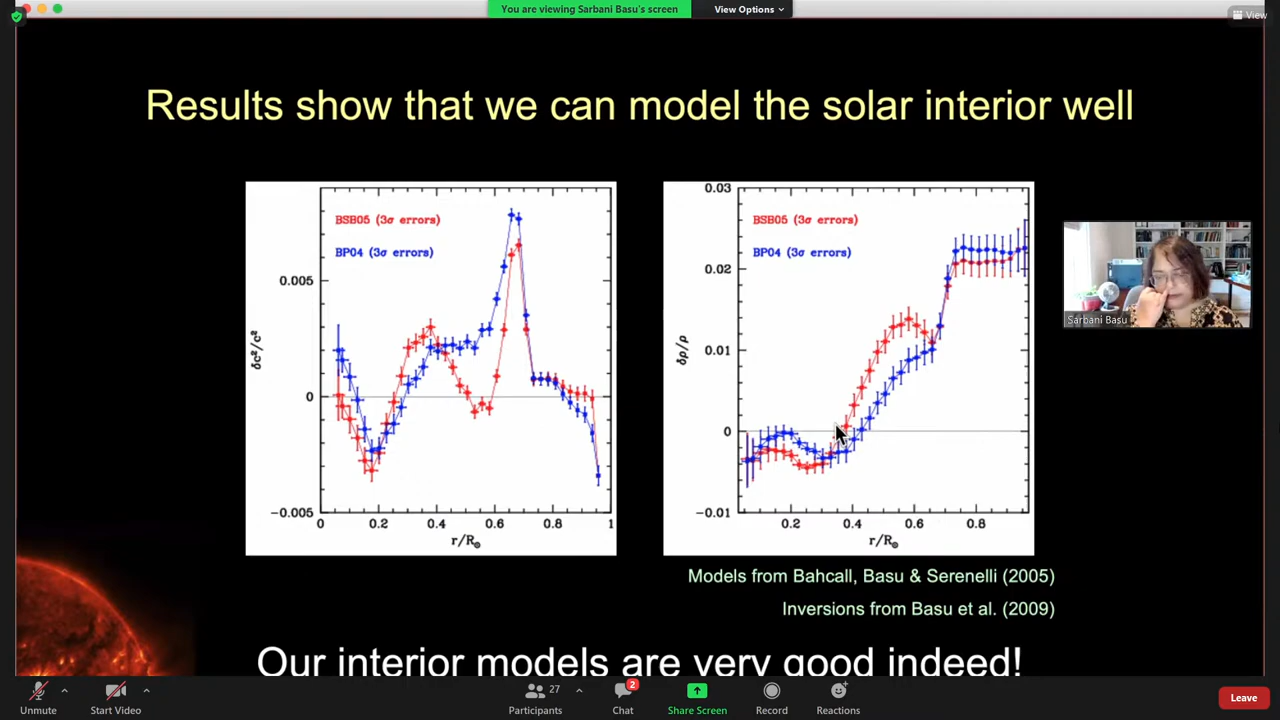 You are viewing Sarbani Basu's screen
View Options
View
Results show that we can model the solar interior well
BSB05 (3σ errors)
BP04 (3σ errors)
0.005
0
−0.005
δc²/c²
0 0.2 0.4 0.6 0.8 1
r/R⊙
BSB05 (3σ errors)
BP04 (3σ errors)
0.03
0.02
0.01
0
−0.01
δρ/ρ
0.2 0.4 0.6 0.8
r/R⊙
Sarbani Basu
Models from Bahcall, Basu & Serenelli (2005)
Inversions from Basu et al. (2009)
Our interior models are very good indeed!
Unmute
Start Video
27
Participants
2
Chat
Share Screen
Record
Reactions
Leave